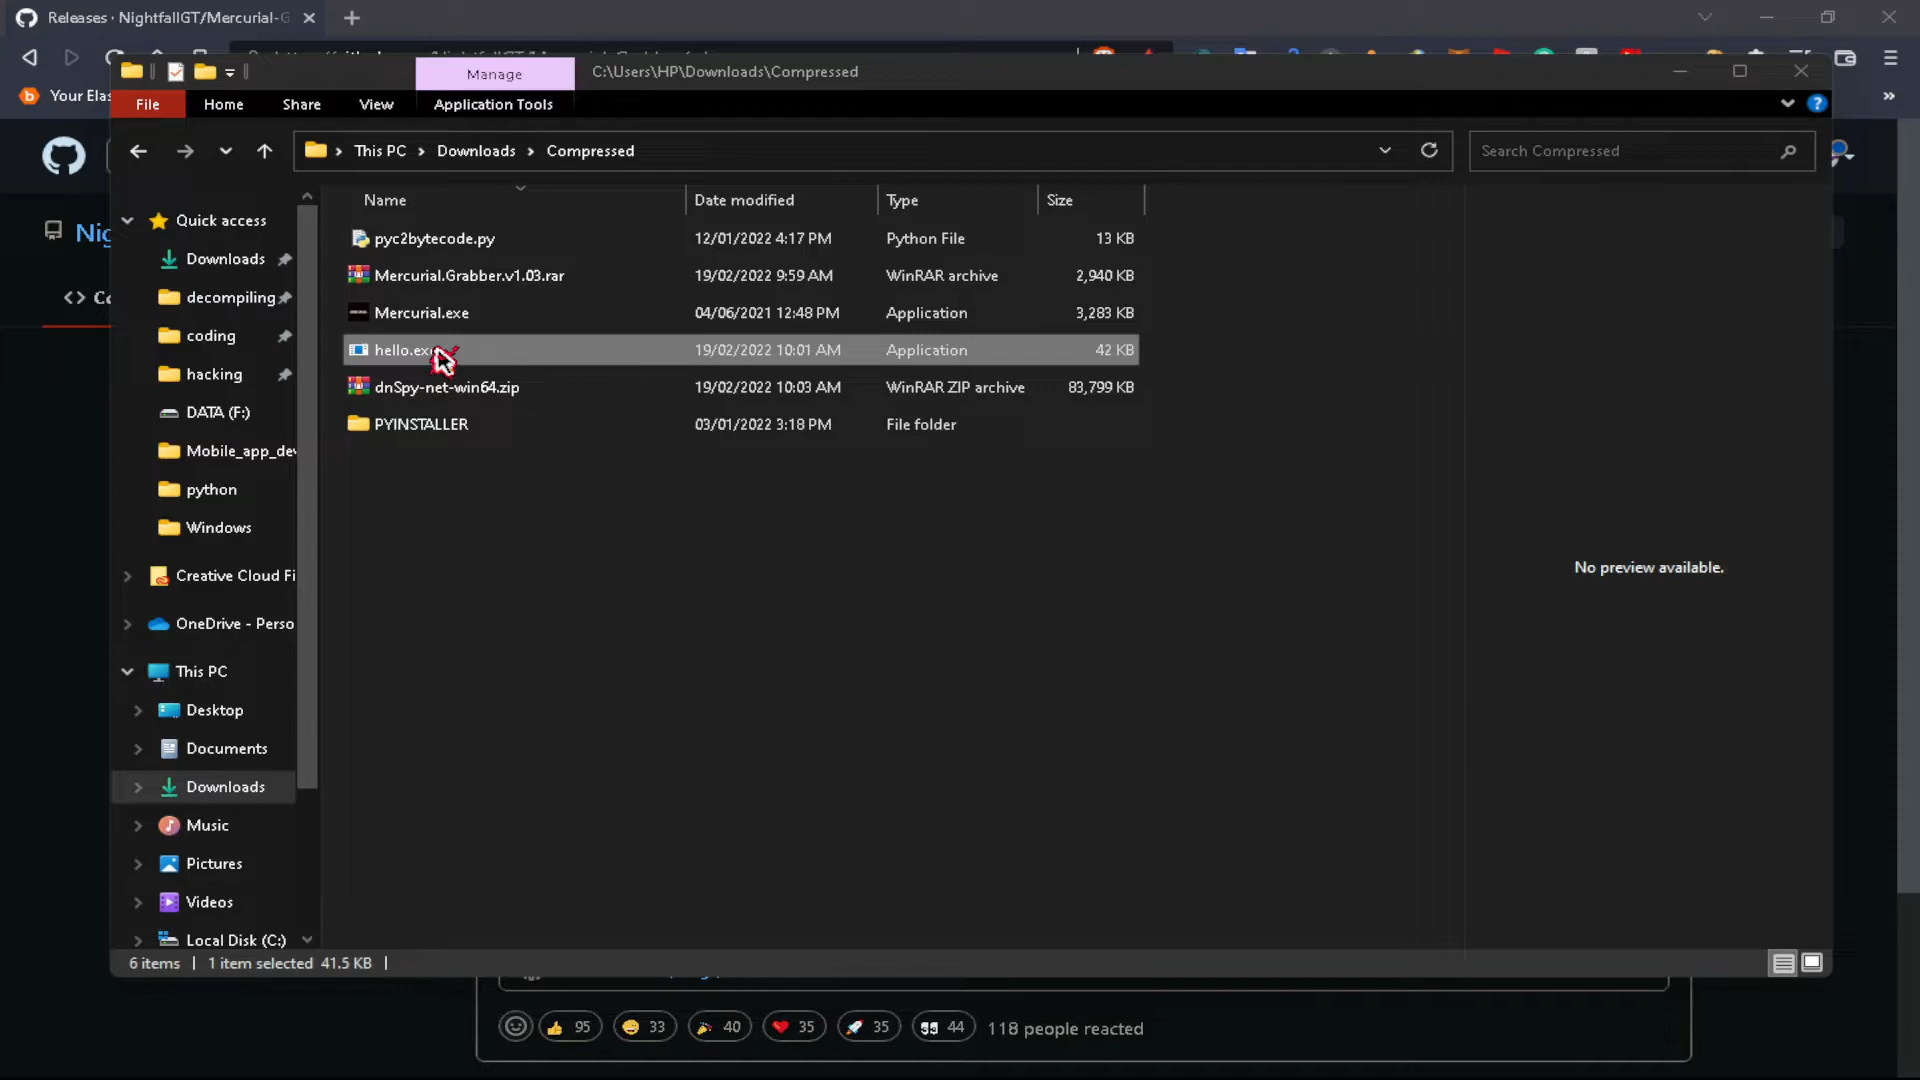 Releases · NightfallGT/Mercurial-G
Your Elas
Manage
C:\Users\HP\Downloads\Compressed
File Home Share View Application Tools
This PC Downloads Compressed
Search Compressed
Nig
Name Date modified Type Size
Quick access
Downloads
decompiling
coding
hacking
DATA (F:)
Mobile_app_dev
python
Windows
Creative Cloud Fi
OneDrive - Perso
This PC
Desktop
Documents
Downloads
Music
Pictures
Videos
Local Disk (C:)
pyc2bytecode.py 12/01/2022 4:17 PM Python File 13 KB
Mercurial.Grabber.v1.03.rar 19/02/2022 9:59 AM WinRAR archive 2,940 KB
Mercurial.exe 04/06/2021 12:48 PM Application 3,283 KB
hello.ex 19/02/2022 10:01 AM Application 42 KB
dnSpy-net-win64.zip 19/02/2022 10:03 AM WinRAR ZIP archive 83,799 KB
PYINSTALLER 03/01/2022 3:18 PM File folder
No preview available.
6 items 1 item selected 41.5 KB
95 33 40 35 35 44 118 people reacted